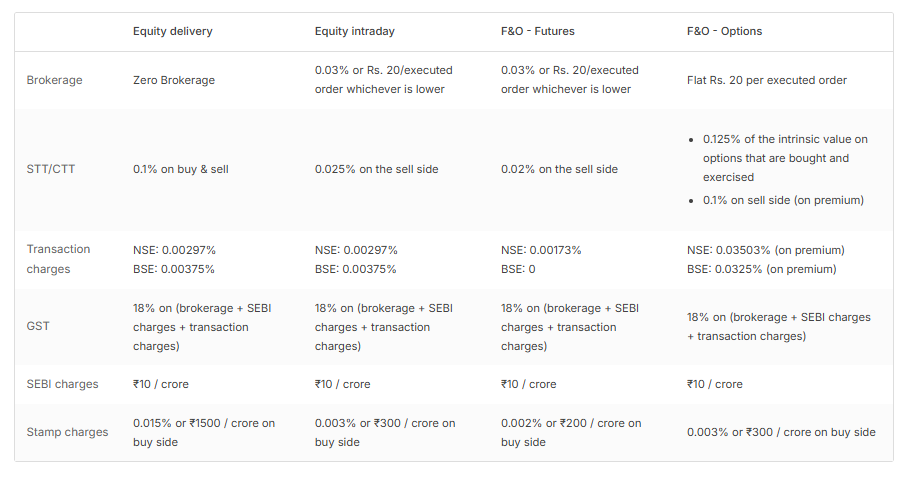 Equity delivery Equity intraday F&O - Futures F&O - Options
Brokerage
Zero Brokerage
0.03% or Rs. 20/executed
order whichever is lower
0.03% or Rs. 20/executed
order whichever is lower
Flat Rs. 20 per executed order
STT/CTT
0.1% on buy & sell
0.025% on the sell side
0.02% on the sell side
• 0.125% of the intrinsic value on
options that are bought and
exercised
• 0.1% on sell side (on premium)
Transaction
charges
NSE: 0.00297%
BSE: 0.00375%
NSE: 0.00297%
BSE: 0.00375%
NSE: 0.00173%
BSE: 0
NSE: 0.03503% (on premium)
BSE: 0.0325% (on premium)
GST
18% on (brokerage + SEBI
charges + transaction
charges)
18% on (brokerage + SEBI
charges + transaction
charges)
18% on (brokerage + SEBI
charges + transaction
charges)
18% on (brokerage + SEBI charges
+ transaction charges)
SEBI charges
₹10 / crore
₹10 / crore
₹10 / crore
₹10 / crore
Stamp charges
0.015% or ₹1500 / crore on
buy side
0.003% or ₹300 / crore on
buy side
0.002% or ₹200 / crore on
buy side
0.003% or ₹300 / crore on buy side